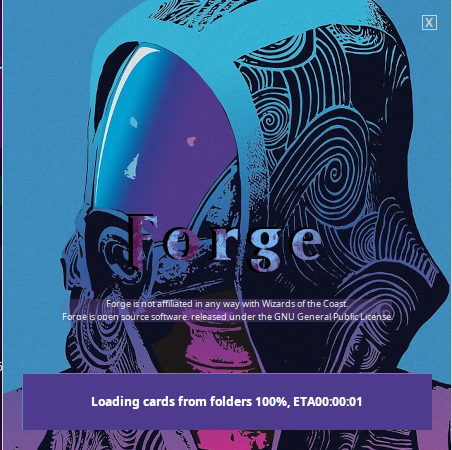 X
Forge
Forge is not affiliated in any way with Wizards of the Coast.
Forge is open source software, released under the GNU General Public License.
Loading cards from folders 100%, ETA00:00:01